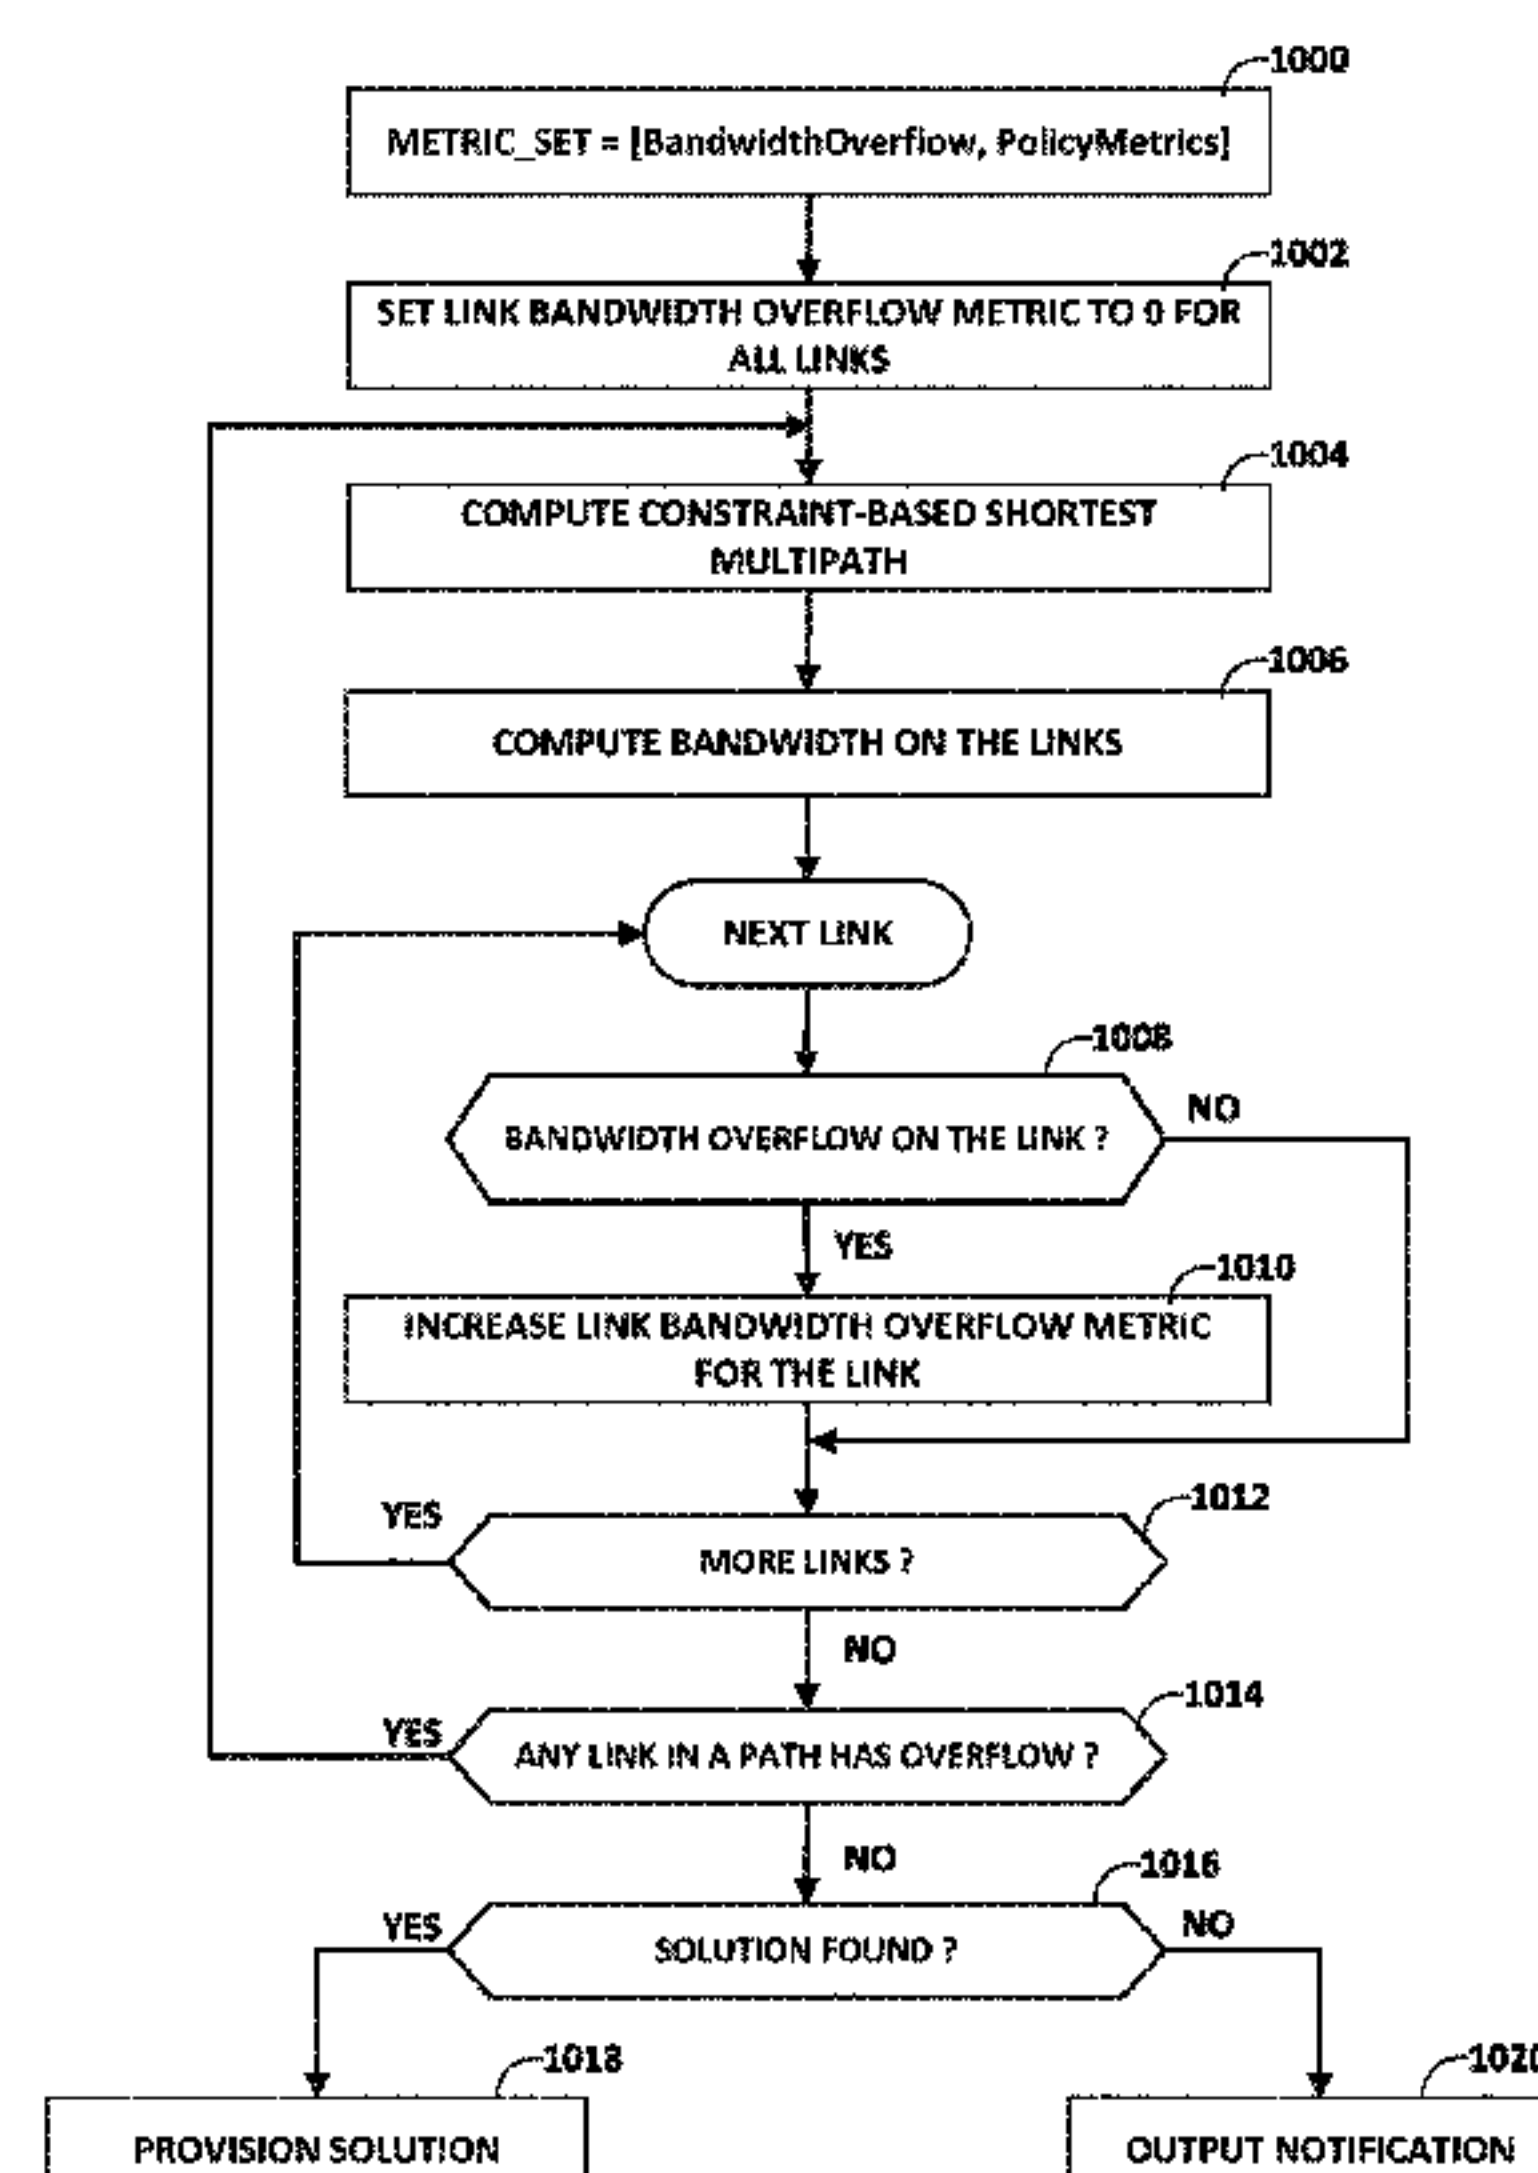 1000
METRIC_SET = [BandwidthOverflow, PolicyMetrics]
1002
SET LINK BANDWIDTH OVERFLOW METRIC TO 0 FOR
ALL LINKS
1004
COMPUTE CONSTRAINT-BASED SHORTEST
MULTIPATH
1006
COMPUTE BANDWIDTH ON THE LINKS
NEXT LINK
1008
BANDWIDTH OVERFLOW ON THE LINK ?
NO
YES
1010
INCREASE LINK BANDWIDTH OVERFLOW METRIC
FOR THE LINK
1012
YES
MORE LINKS ?
NO
1014
YES
ANY LINK IN A PATH HAS OVERFLOW ?
NO
1016
YES
SOLUTION FOUND ?
NO
1018
1020
PROVISION SOLUTION
OUTPUT NOTIFICATION